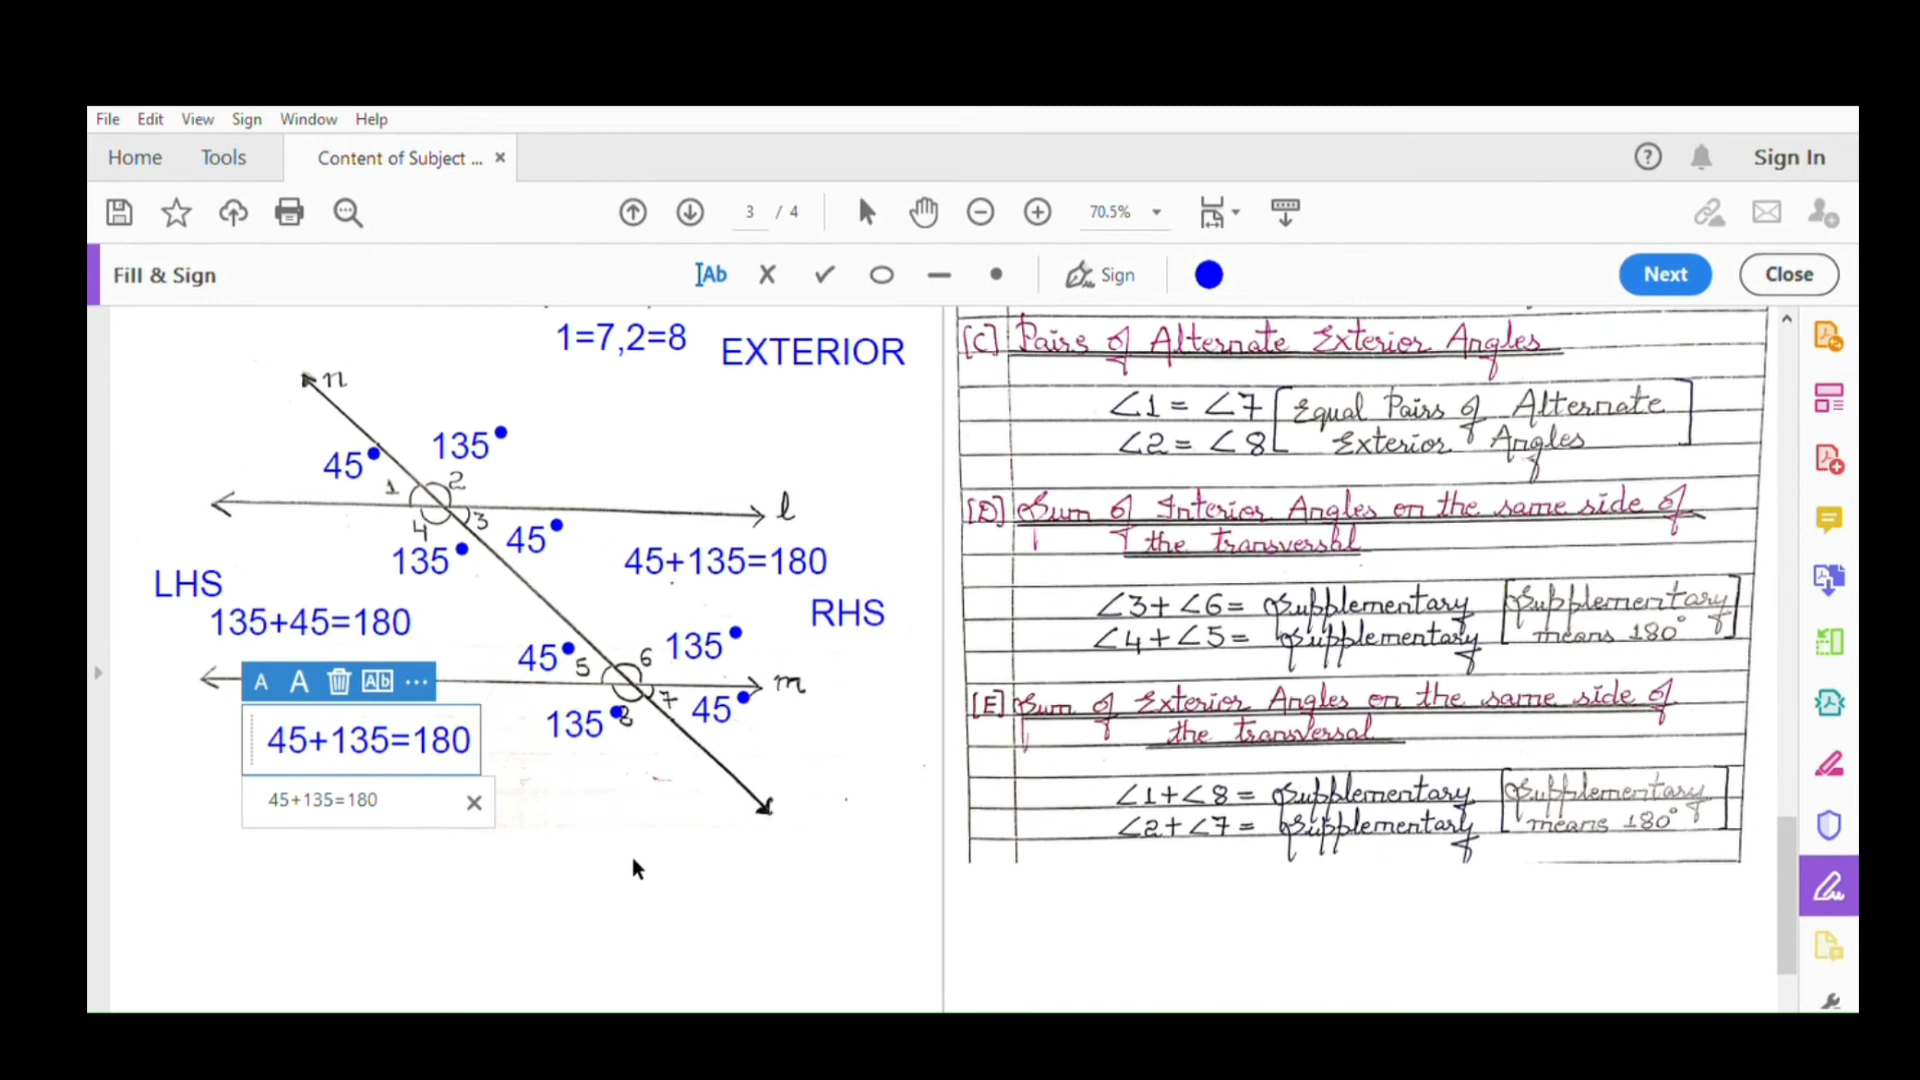 File Edit View Sign Window Help
Home Tools Content of Subject ... × Sign In
3 / 4 70.5%
Fill & Sign Ab Sign Next Close
1=7,2=8 EXTERIOR
n
45 135
1 2
l
4 3
135 45
45+135=180
LHS
135+45=180 RHS
45 5 6 135
m
A A Ab ...
135 8 7 45
45+135=180
45+135=180
[C] Pairs of Alternate Exterior Angles
∠1 = ∠7 [Equal Pairs of Alternate
∠2 = ∠8 Exterior Angles]
[D] Sum of Interior Angles on the same side of
the transversal
∠3+∠6= Supplementary [Supplementary
∠4+∠5= Supplementary means 180°]
[E] Sum of Exterior Angles on the same side of
the transversal
∠1+∠8 = Supplementary [Supplementary
∠2+∠7= Supplementary means 180°]